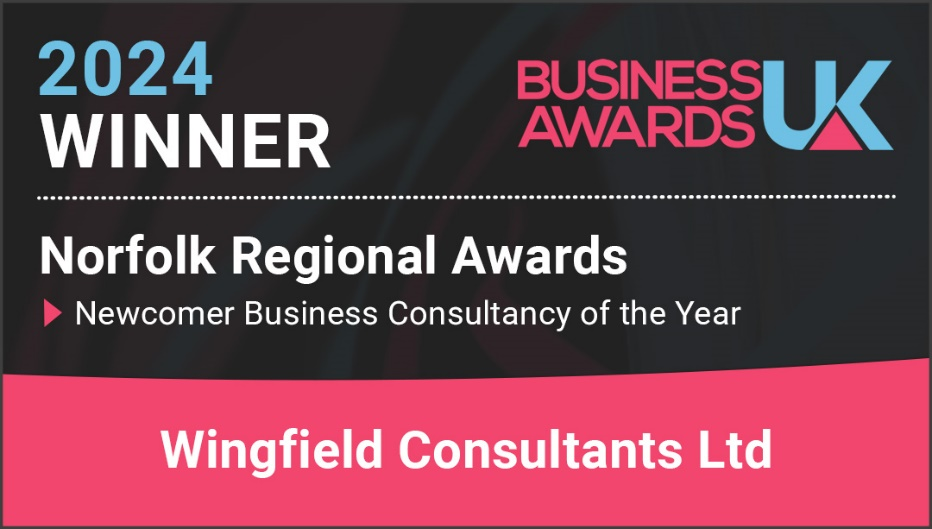 2024
WINNER
BUSINESS
AWARDS
UK
Norfolk Regional Awards
Newcomer Business Consultancy of the Year
Wingfield Consultants Ltd